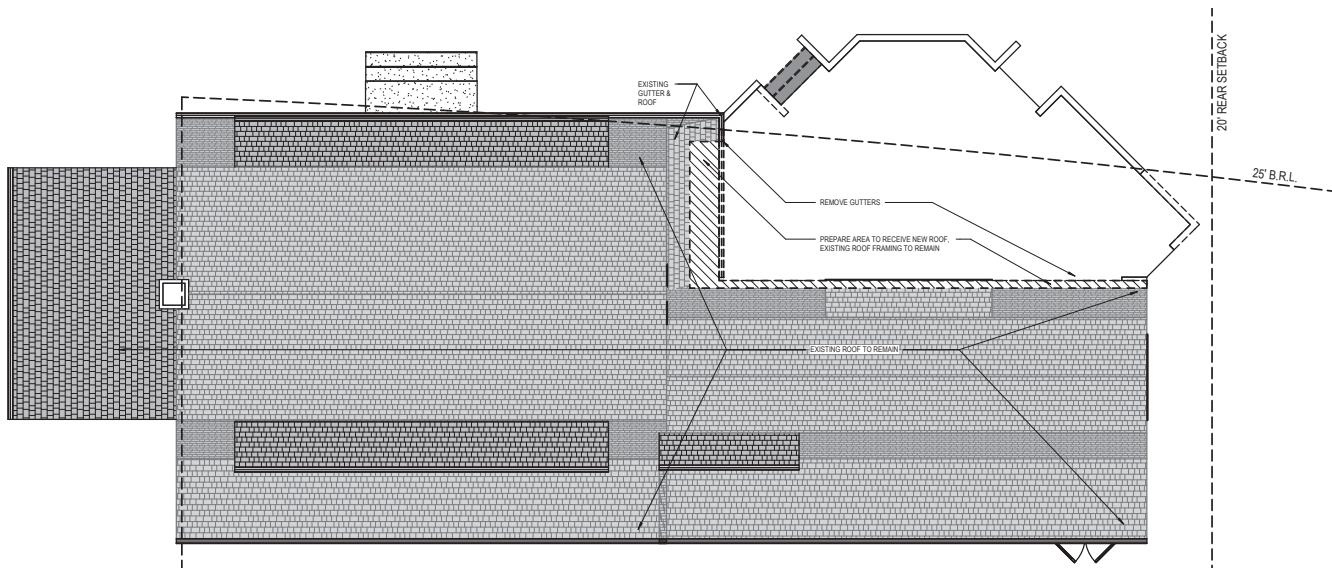 EXISTING
GUTTER &
ROOF
20' REAR SETBACK
25' B.R.L.
REMOVE GUTTERS
PREPARE AREA TO RECEIVE NEW ROOF,
EXISTING ROOF FRAMING TO REMAIN
EXISTING ROOF TO REMAIN